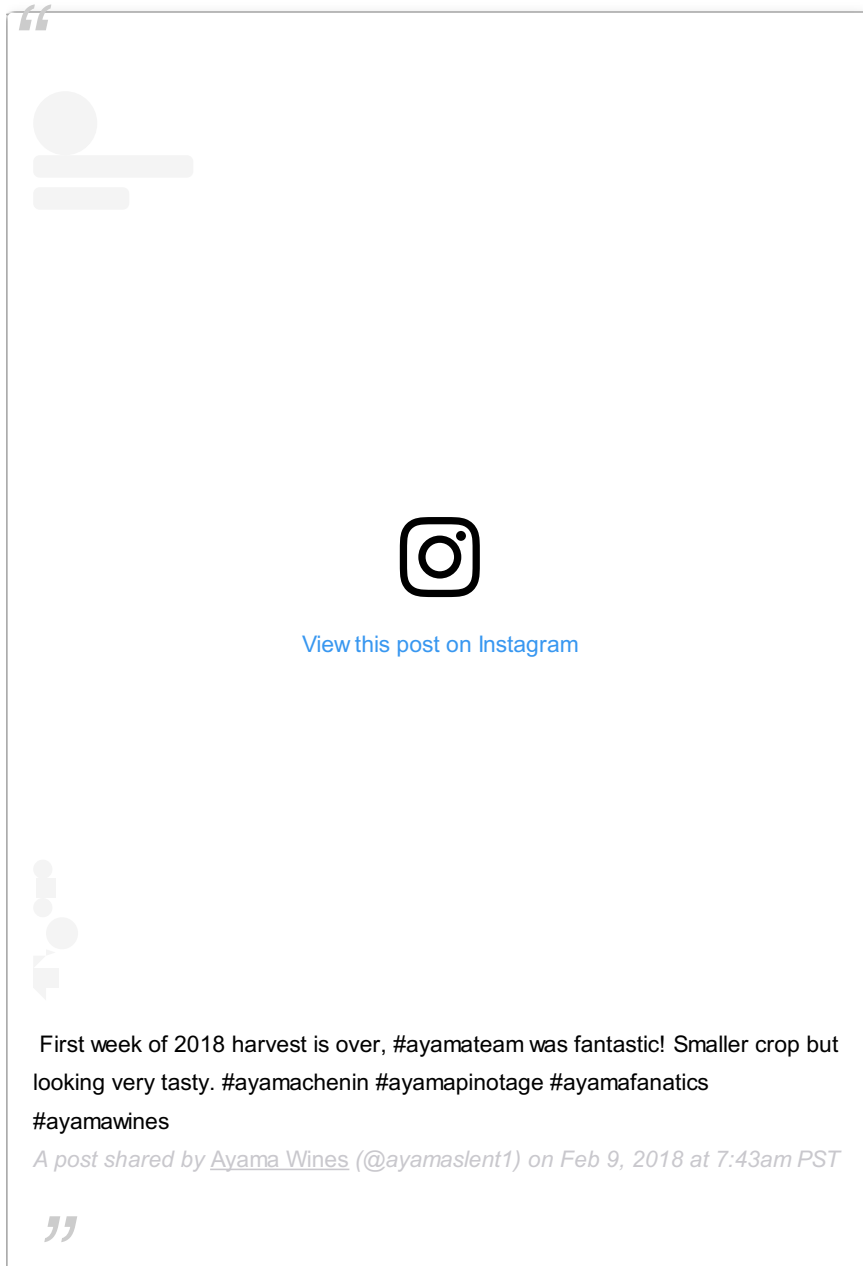 “
View this post on Instagram
First week of 2018 harvest is over, #ayamateam was fantastic! Smaller crop but
looking very tasty. #ayamachenin #ayamapinotage #ayamafanatics
#ayamawines
A post shared by Ayama Wines (@ayamaslent1) on Feb 9, 2018 at 7:43am PST
”